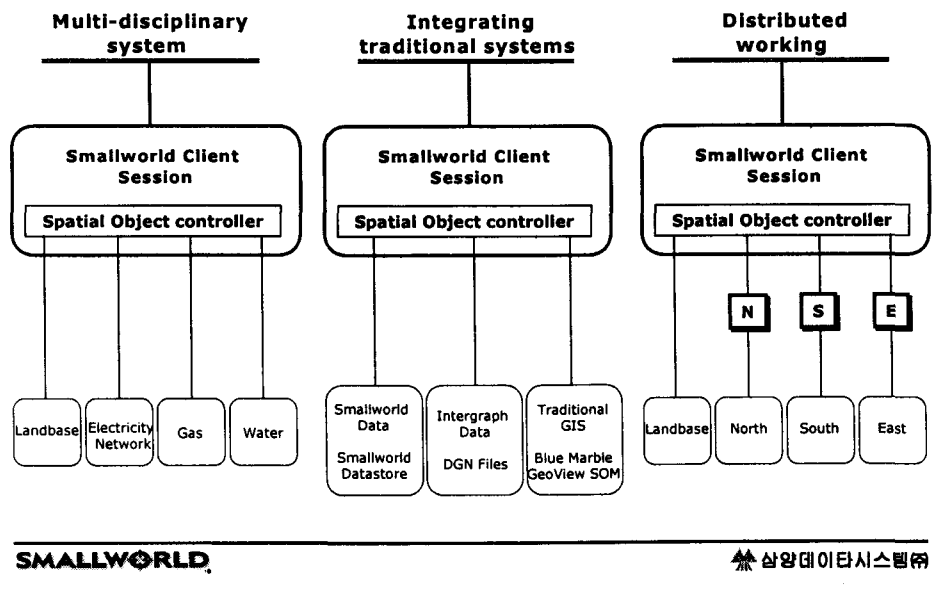 Multi-disciplinary
system
Integrating
traditional systems
Distributed
working
Smallworld Client
Session
Spatial Object controller
Smallworld Client
Session
Spatial Object controller
Smallworld Client
Session
Spatial Object controller
N
S
E
Landbase
Electricity
Network
Gas
Water
Smallworld
Data
Smallworld
Datastore
Intergraph
Data
DGN Files
Traditional
GIS
Blue Marble
GeoView SOM
Landbase
North
South
East
SMALLWORLD
삼양데이타시스템㈜